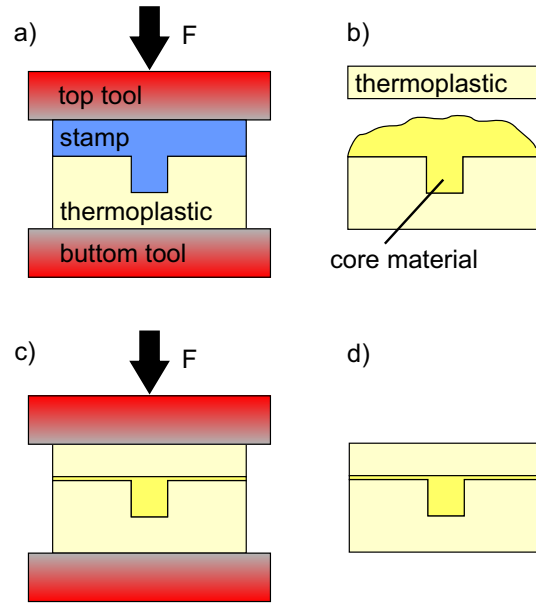 a)
F
top tool
stamp
thermoplastic
buttom tool
b)
thermoplastic
core material
c)
F
d)